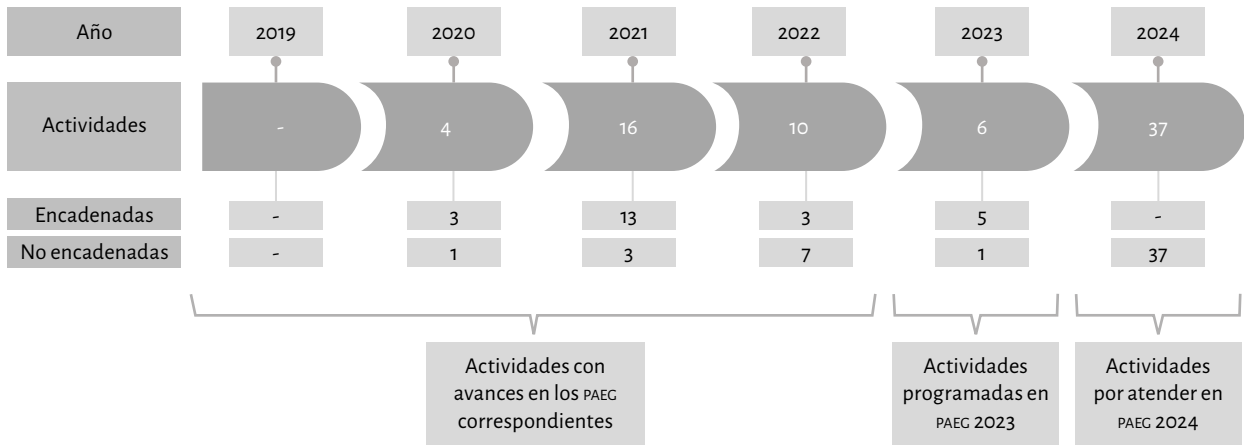 Año 2019 2020 2021 2022 2023 2024
Actividades - 4 16 10 6 37
Encadenadas - 3 13 3 5 -
No encadenadas - 1 3 7 1 37
Actividades con
avances en los PAEG
correspondientes
Actividades
programadas en
PAEG 2023
Actividades
por atender en
PAEG 2024